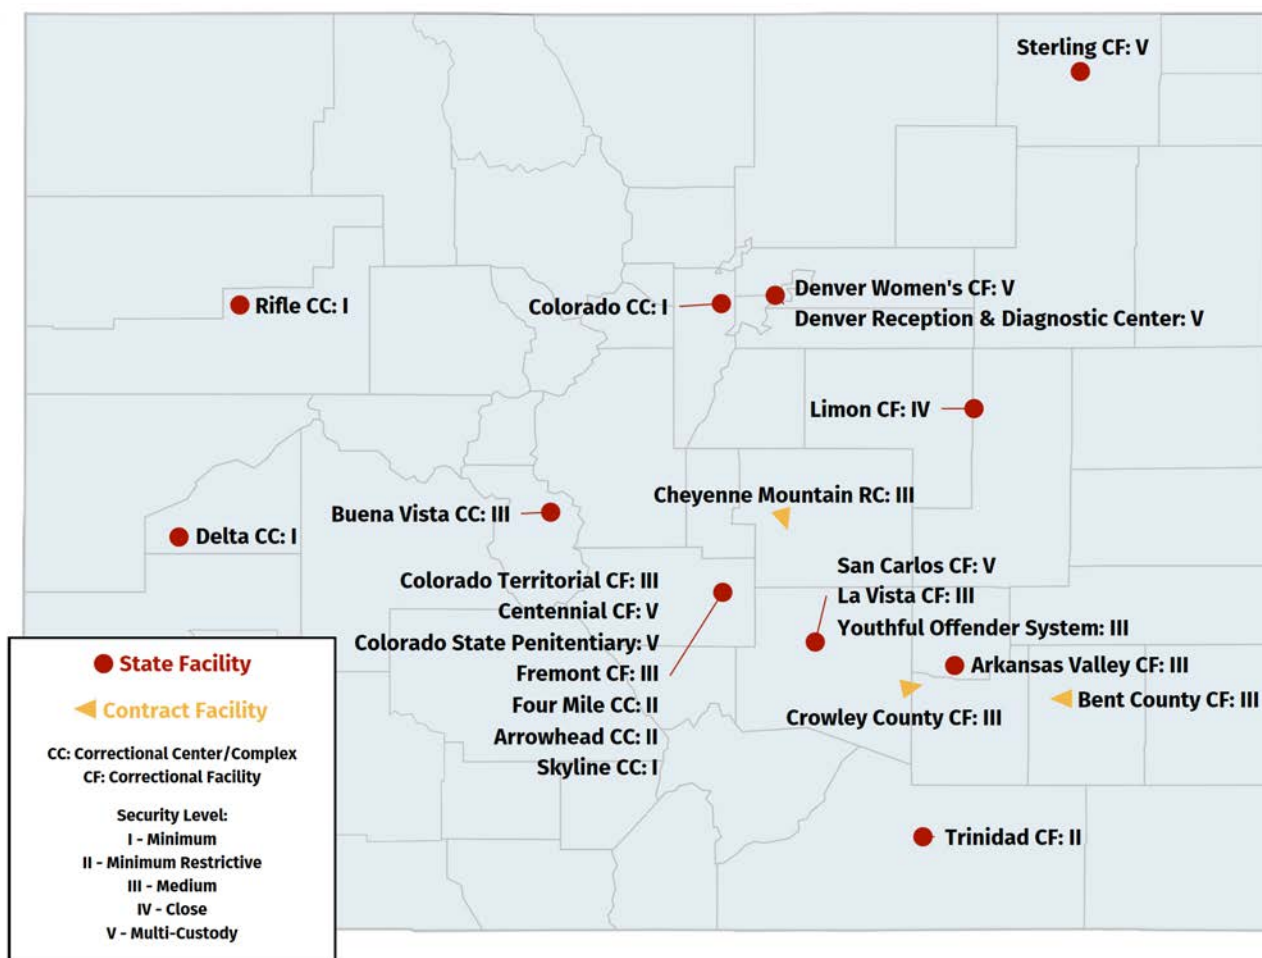 Sterling CF: V
Rifle CC: I
Colorado CC: I
Denver Women's CF: V
Denver Reception & Diagnostic Center: V
Limon CF: IV
Cheyenne Mountain RC: III
Buena Vista CC: III
Delta CC: I
Colorado Territorial CF: III
Centennial CF: V
Colorado State Penitentiary: V
Fremont CF: III
Four Mile CC: II
Arrowhead CC: II
Skyline CC: I
San Carlos CF: V
La Vista CF: III
Youthful Offender System: III
Arkansas Valley CF: III
Bent County CF: III
Crowley County CF: III
Trinidad CF: II
State Facility
Contract Facility
CC: Correctional Center/Complex
CF: Correctional Facility
Security Level:
I - Minimum
II - Minimum Restrictive
III - Medium
IV - Close
V - Multi-Custody